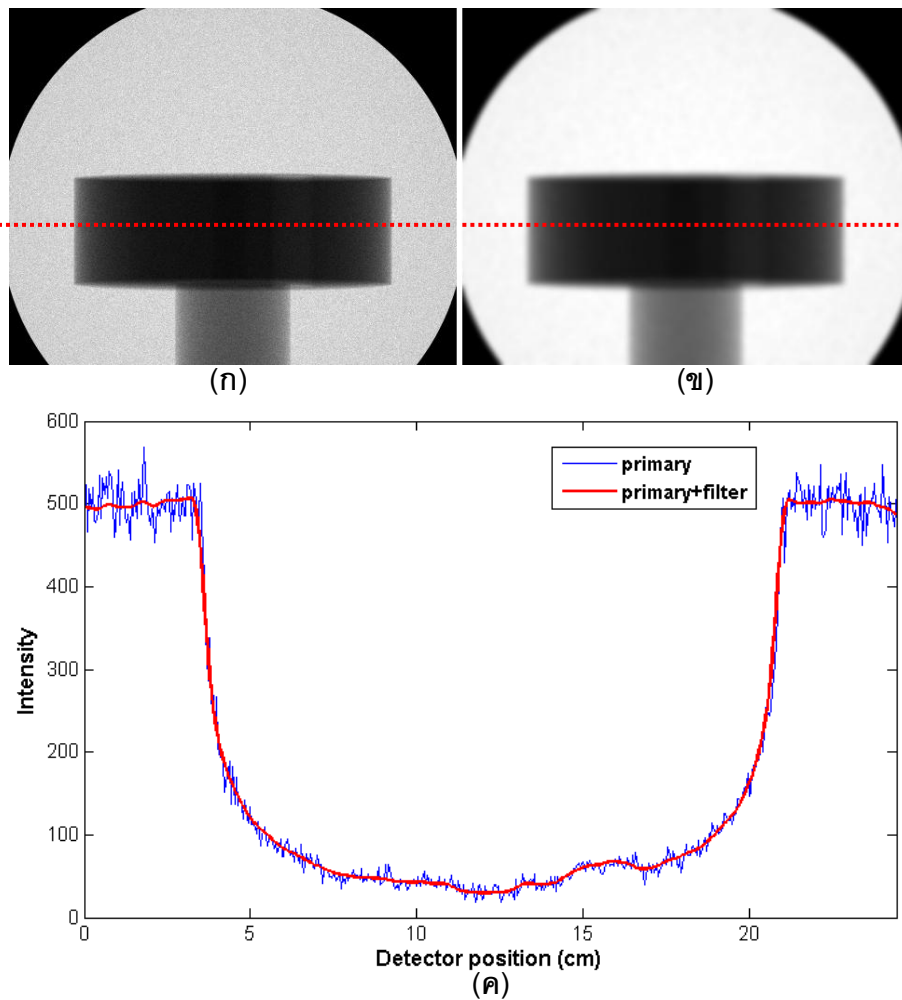 (ก) (ข)
600
500
400
300
200
100
0
Intensity
primary
primary+filter
0 5 10 15 20
Detector position (cm)
(ค)